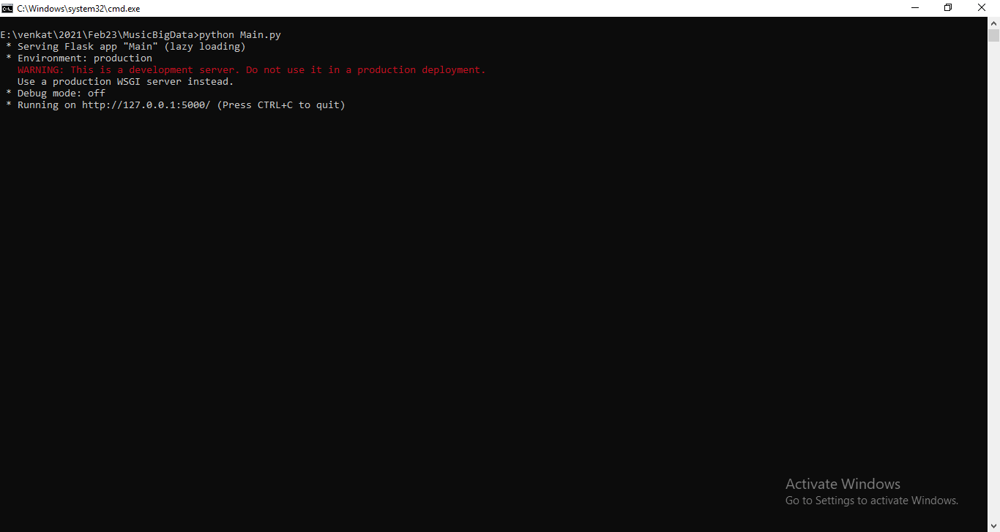 C:\Windows\system32\cmd.exe
E:\venkat\2021\Feb23\MusicBigData>python Main.py
* Serving Flask app "Main" (lazy loading)
* Environment: production
WARNING: This is a development server. Do not use it in a production deployment.
Use a production WSGI server instead.
* Debug mode: off
* Running on http://127.0.0.1:5000/ (Press CTRL+C to quit)
Activate Windows
Go to Settings to activate Windows.